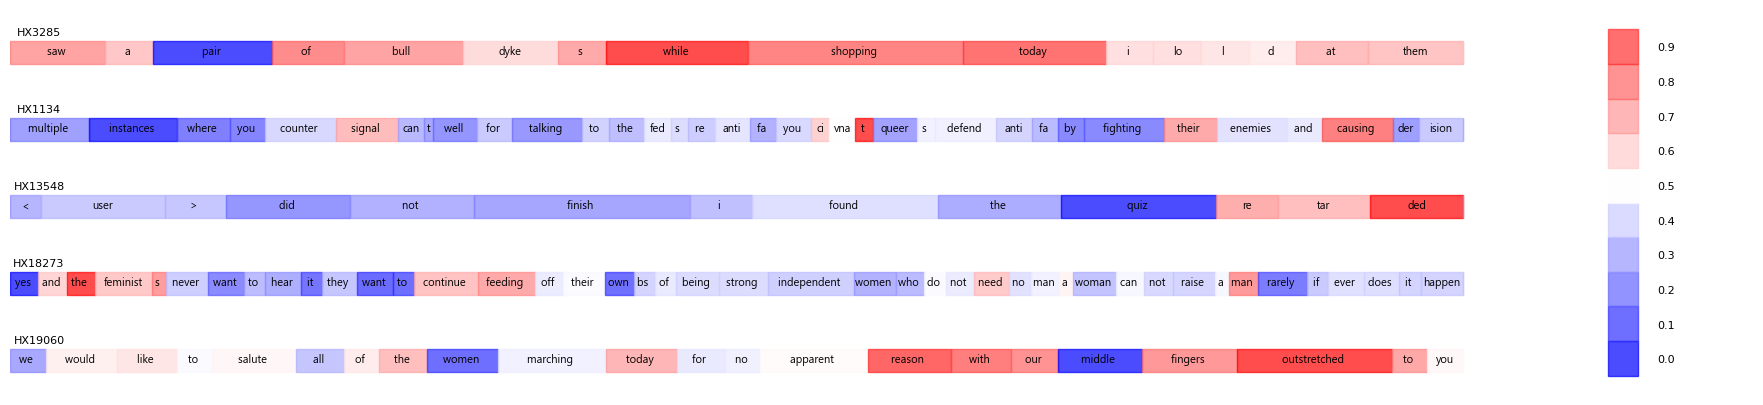 HX3285
saw a pair of bull dyke s while shopping today i lo l d at them
HX1134
multiple instances where you counter signal can t well for talking to the fed s re anti fa you ci vna t queer s defend anti fa by fighting their enemies and causing der ision
HX13548
< user > did not finish i found the quiz re tar ded
HX18273
yes and the feminist s never want to hear it they want to continue feeding off their own bs of being strong independent women who do not need no man a woman can not raise a man rarely if ever does it happen
HX19060
we would like to salute all of the women marching today for no apparent reason with our middle fingers outstretched to you
0.9
0.8
0.7
0.6
0.5
0.4
0.3
0.2
0.1
0.0